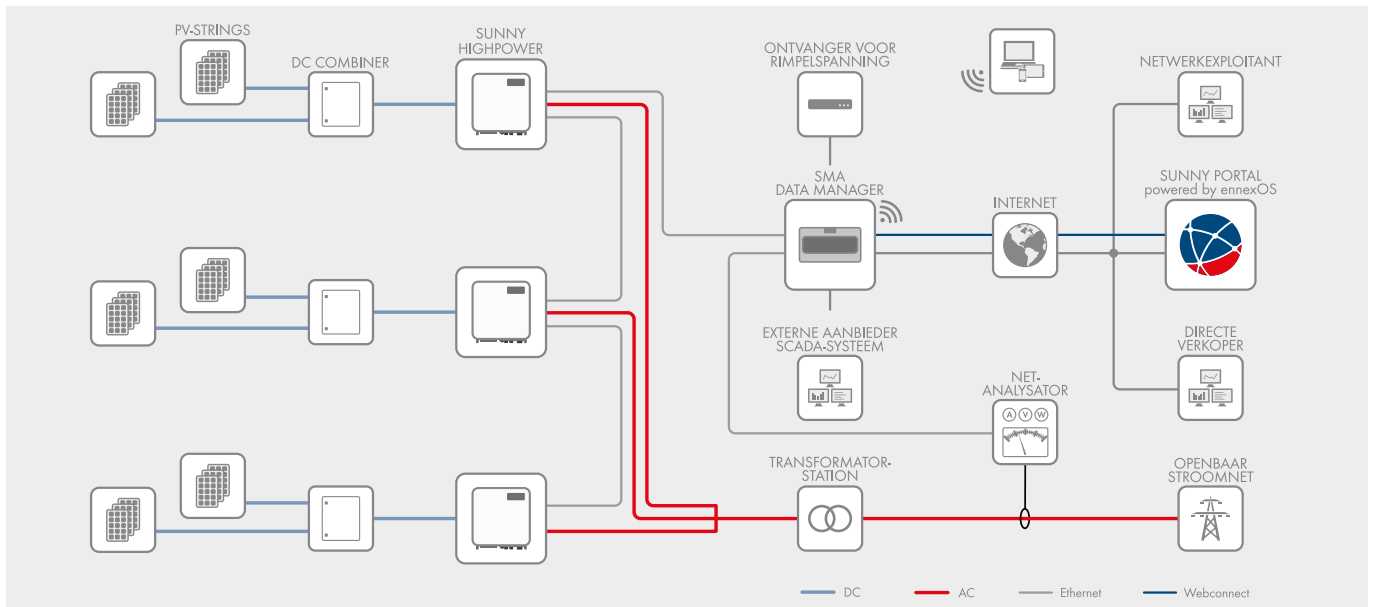 PV-STRINGS
DC COMBINER
SUNNY
HIGHPOWER
ONTVANGER VOOR
RIMPELSPANNING
NETWERKEXPLOITANT
SMA
DATA MANAGER
INTERNET
SUNNY PORTAL
powered by ennexOS
EXTERNE AANBIEDER
SCADA-SYSTEEM
DIRECTE
VERKOPER
NET-
ANALYSATOR
A V W
TRANSFORMATOR-
STATION
OPENBAAR
STROOMNET
DC
AC
Ethernet
Webconnect